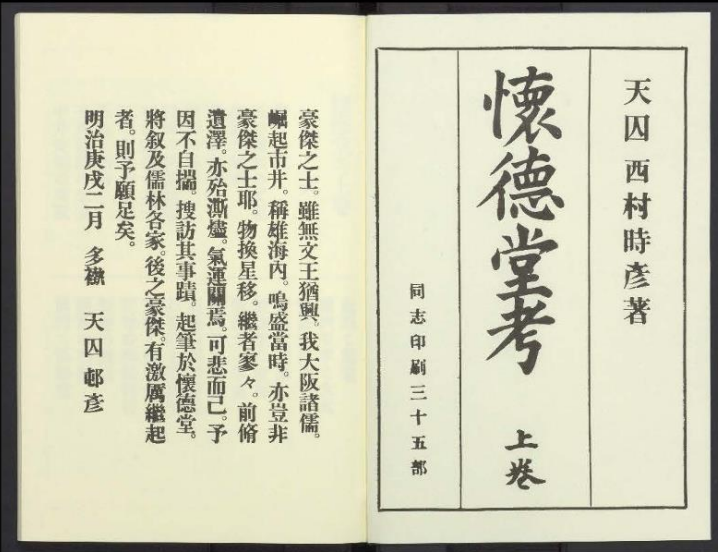 天囚 西村時彦著
懷德堂考 上卷
同志印刷三十五部
豪傑之士。雖無文王猶興。我大阪諸儒。
崛起市井。稱雄海內。鳴盛當時。亦豈非
豪傑之士耶。物換星移。繼者寥々。前脩
遺澤。亦殆澌燼。氣運關焉。可悲而已。予
因不自揣。搜訪其事蹟。起筆於懷德堂。
將叙及儒林各家。後之豪傑。有激厲繼起
者。則予願足矣。
明治庚戌二月 多襟 天囚邨彥